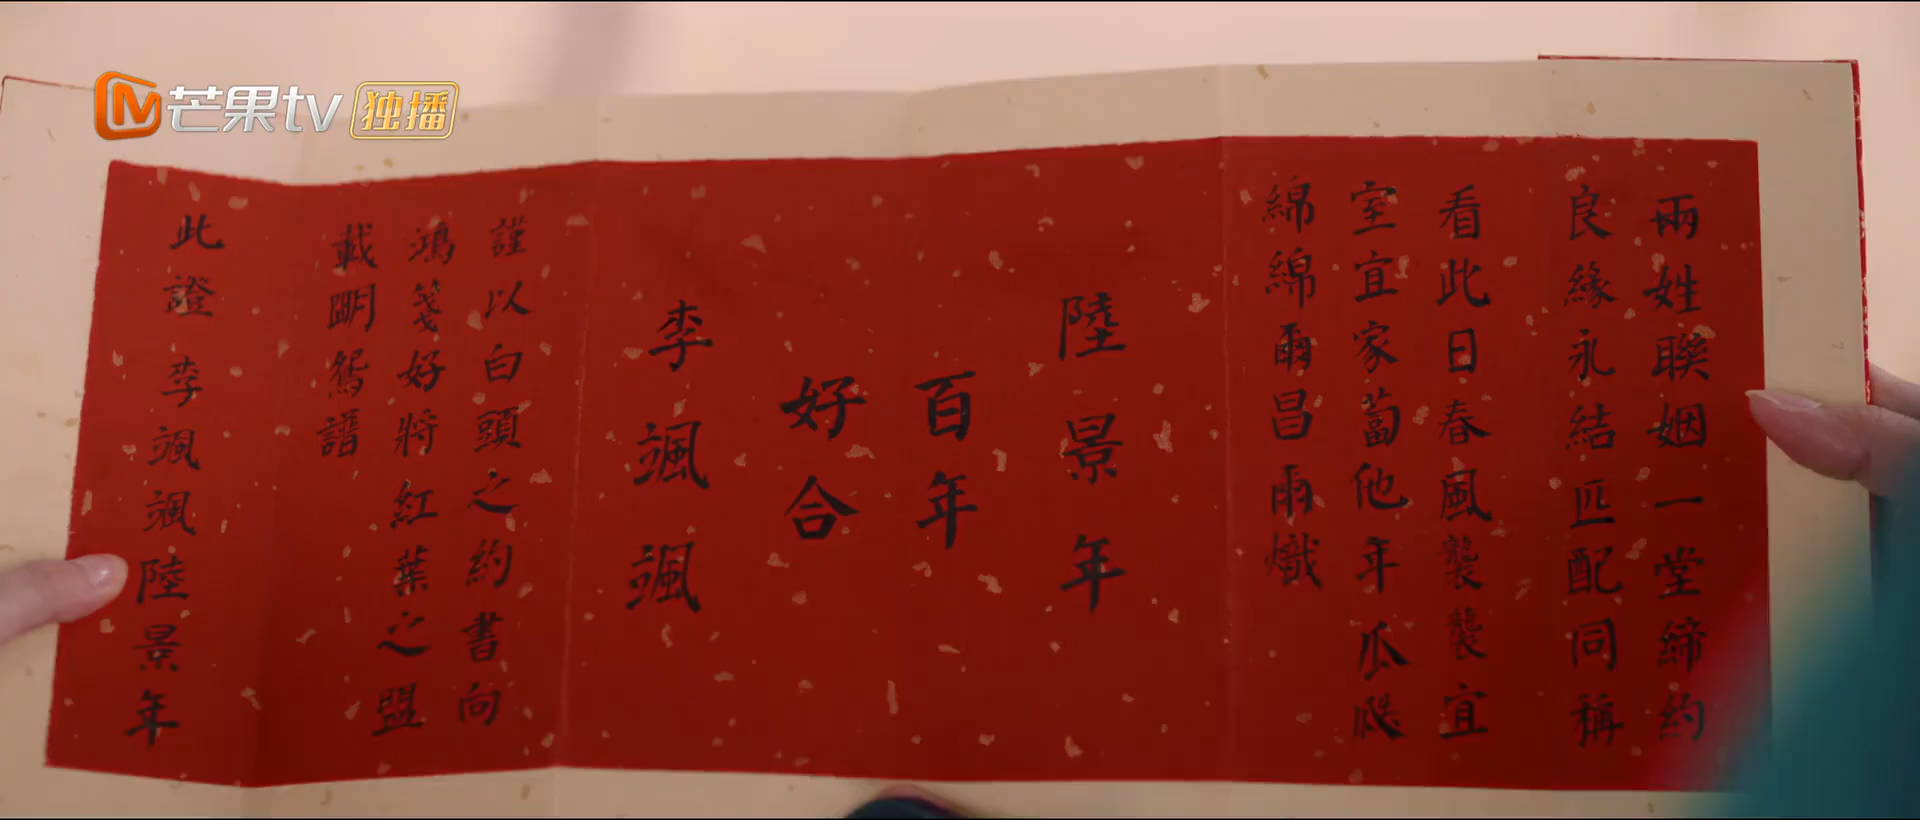 芒果tv 独播
兩姓聯姻一堂締約
良緣永結匹配同稱
看此日春風襲襲宜
室宜家蔔他年瓜瓞
綿綿爾昌爾熾
陸景年
百年
好合
李颯颯
謹以白頭之約書向
鴻箋好將紅葉之盟
載明鴛譜
此證 李颯颯陸景年